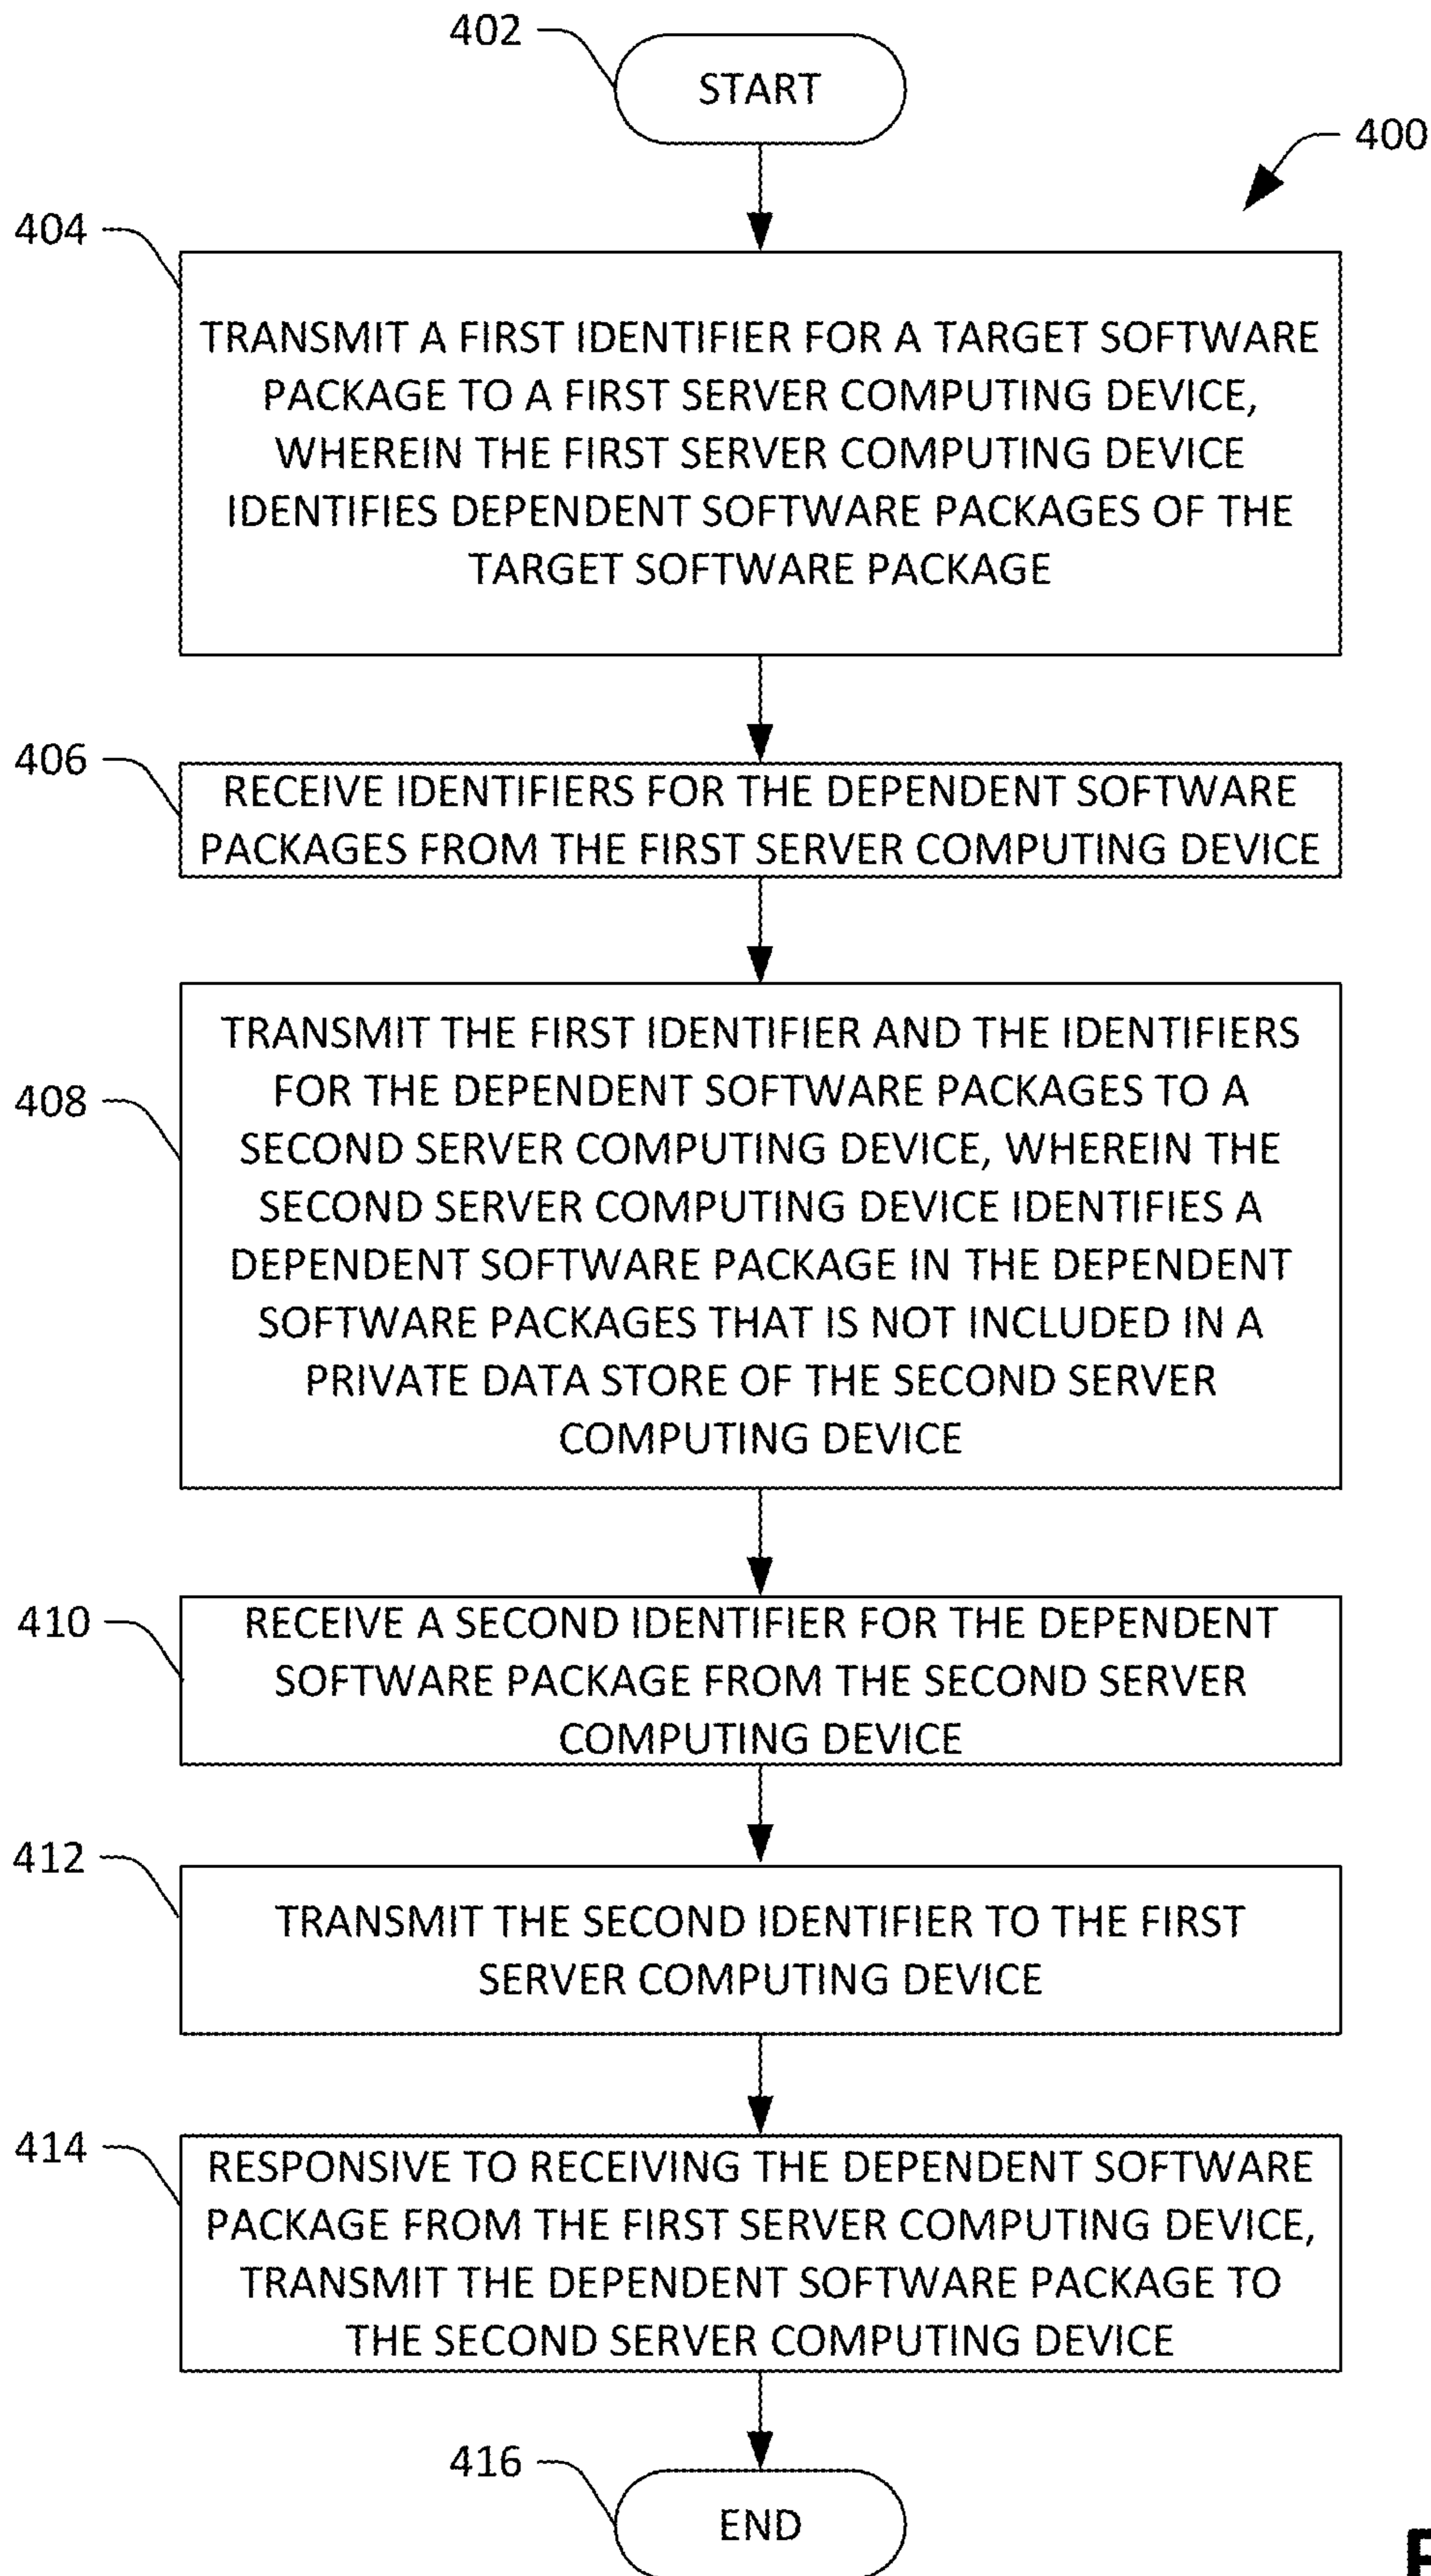 402
START
400
404
TRANSMIT A FIRST IDENTIFIER FOR A TARGET SOFTWARE
PACKAGE TO A FIRST SERVER COMPUTING DEVICE,
WHEREIN THE FIRST SERVER COMPUTING DEVICE
IDENTIFIES DEPENDENT SOFTWARE PACKAGES OF THE
TARGET SOFTWARE PACKAGE
406
RECEIVE IDENTIFIERS FOR THE DEPENDENT SOFTWARE
PACKAGES FROM THE FIRST SERVER COMPUTING DEVICE
408
TRANSMIT THE FIRST IDENTIFIER AND THE IDENTIFIERS
FOR THE DEPENDENT SOFTWARE PACKAGES TO A
SECOND SERVER COMPUTING DEVICE, WHEREIN THE
SECOND SERVER COMPUTING DEVICE IDENTIFIES A
DEPENDENT SOFTWARE PACKAGE IN THE DEPENDENT
SOFTWARE PACKAGES THAT IS NOT INCLUDED IN A
PRIVATE DATA STORE OF THE SECOND SERVER
COMPUTING DEVICE
410
RECEIVE A SECOND IDENTIFIER FOR THE DEPENDENT
SOFTWARE PACKAGE FROM THE SECOND SERVER
COMPUTING DEVICE
412
TRANSMIT THE SECOND IDENTIFIER TO THE FIRST
SERVER COMPUTING DEVICE
414
RESPONSIVE TO RECEIVING THE DEPENDENT SOFTWARE
PACKAGE FROM THE FIRST SERVER COMPUTING DEVICE,
TRANSMIT THE DEPENDENT SOFTWARE PACKAGE TO
THE SECOND SERVER COMPUTING DEVICE
416
END